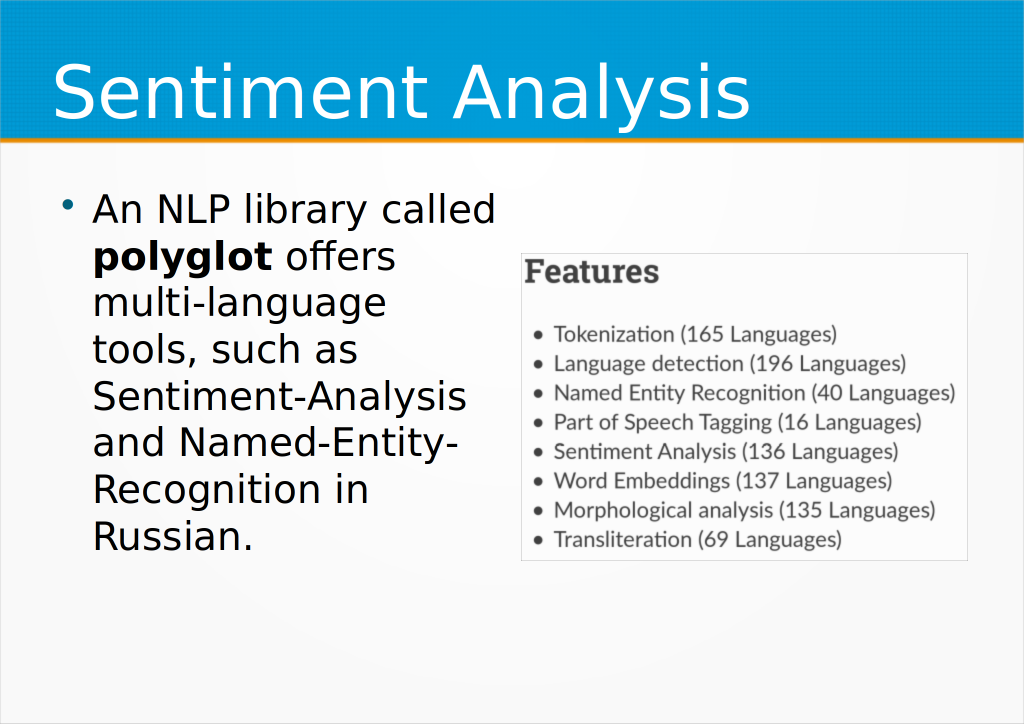 Sentiment Analysis
• An NLP library called
polyglot offers
multi-language
tools, such as
Sentiment-Analysis
and Named-Entity-
Recognition in
Russian.
Features
• Tokenization (165 Languages)
• Language detection (196 Languages)
• Named Entity Recognition (40 Languages)
• Part of Speech Tagging (16 Languages)
• Sentiment Analysis (136 Languages)
• Word Embeddings (137 Languages)
• Morphological analysis (135 Languages)
• Transliteration (69 Languages)